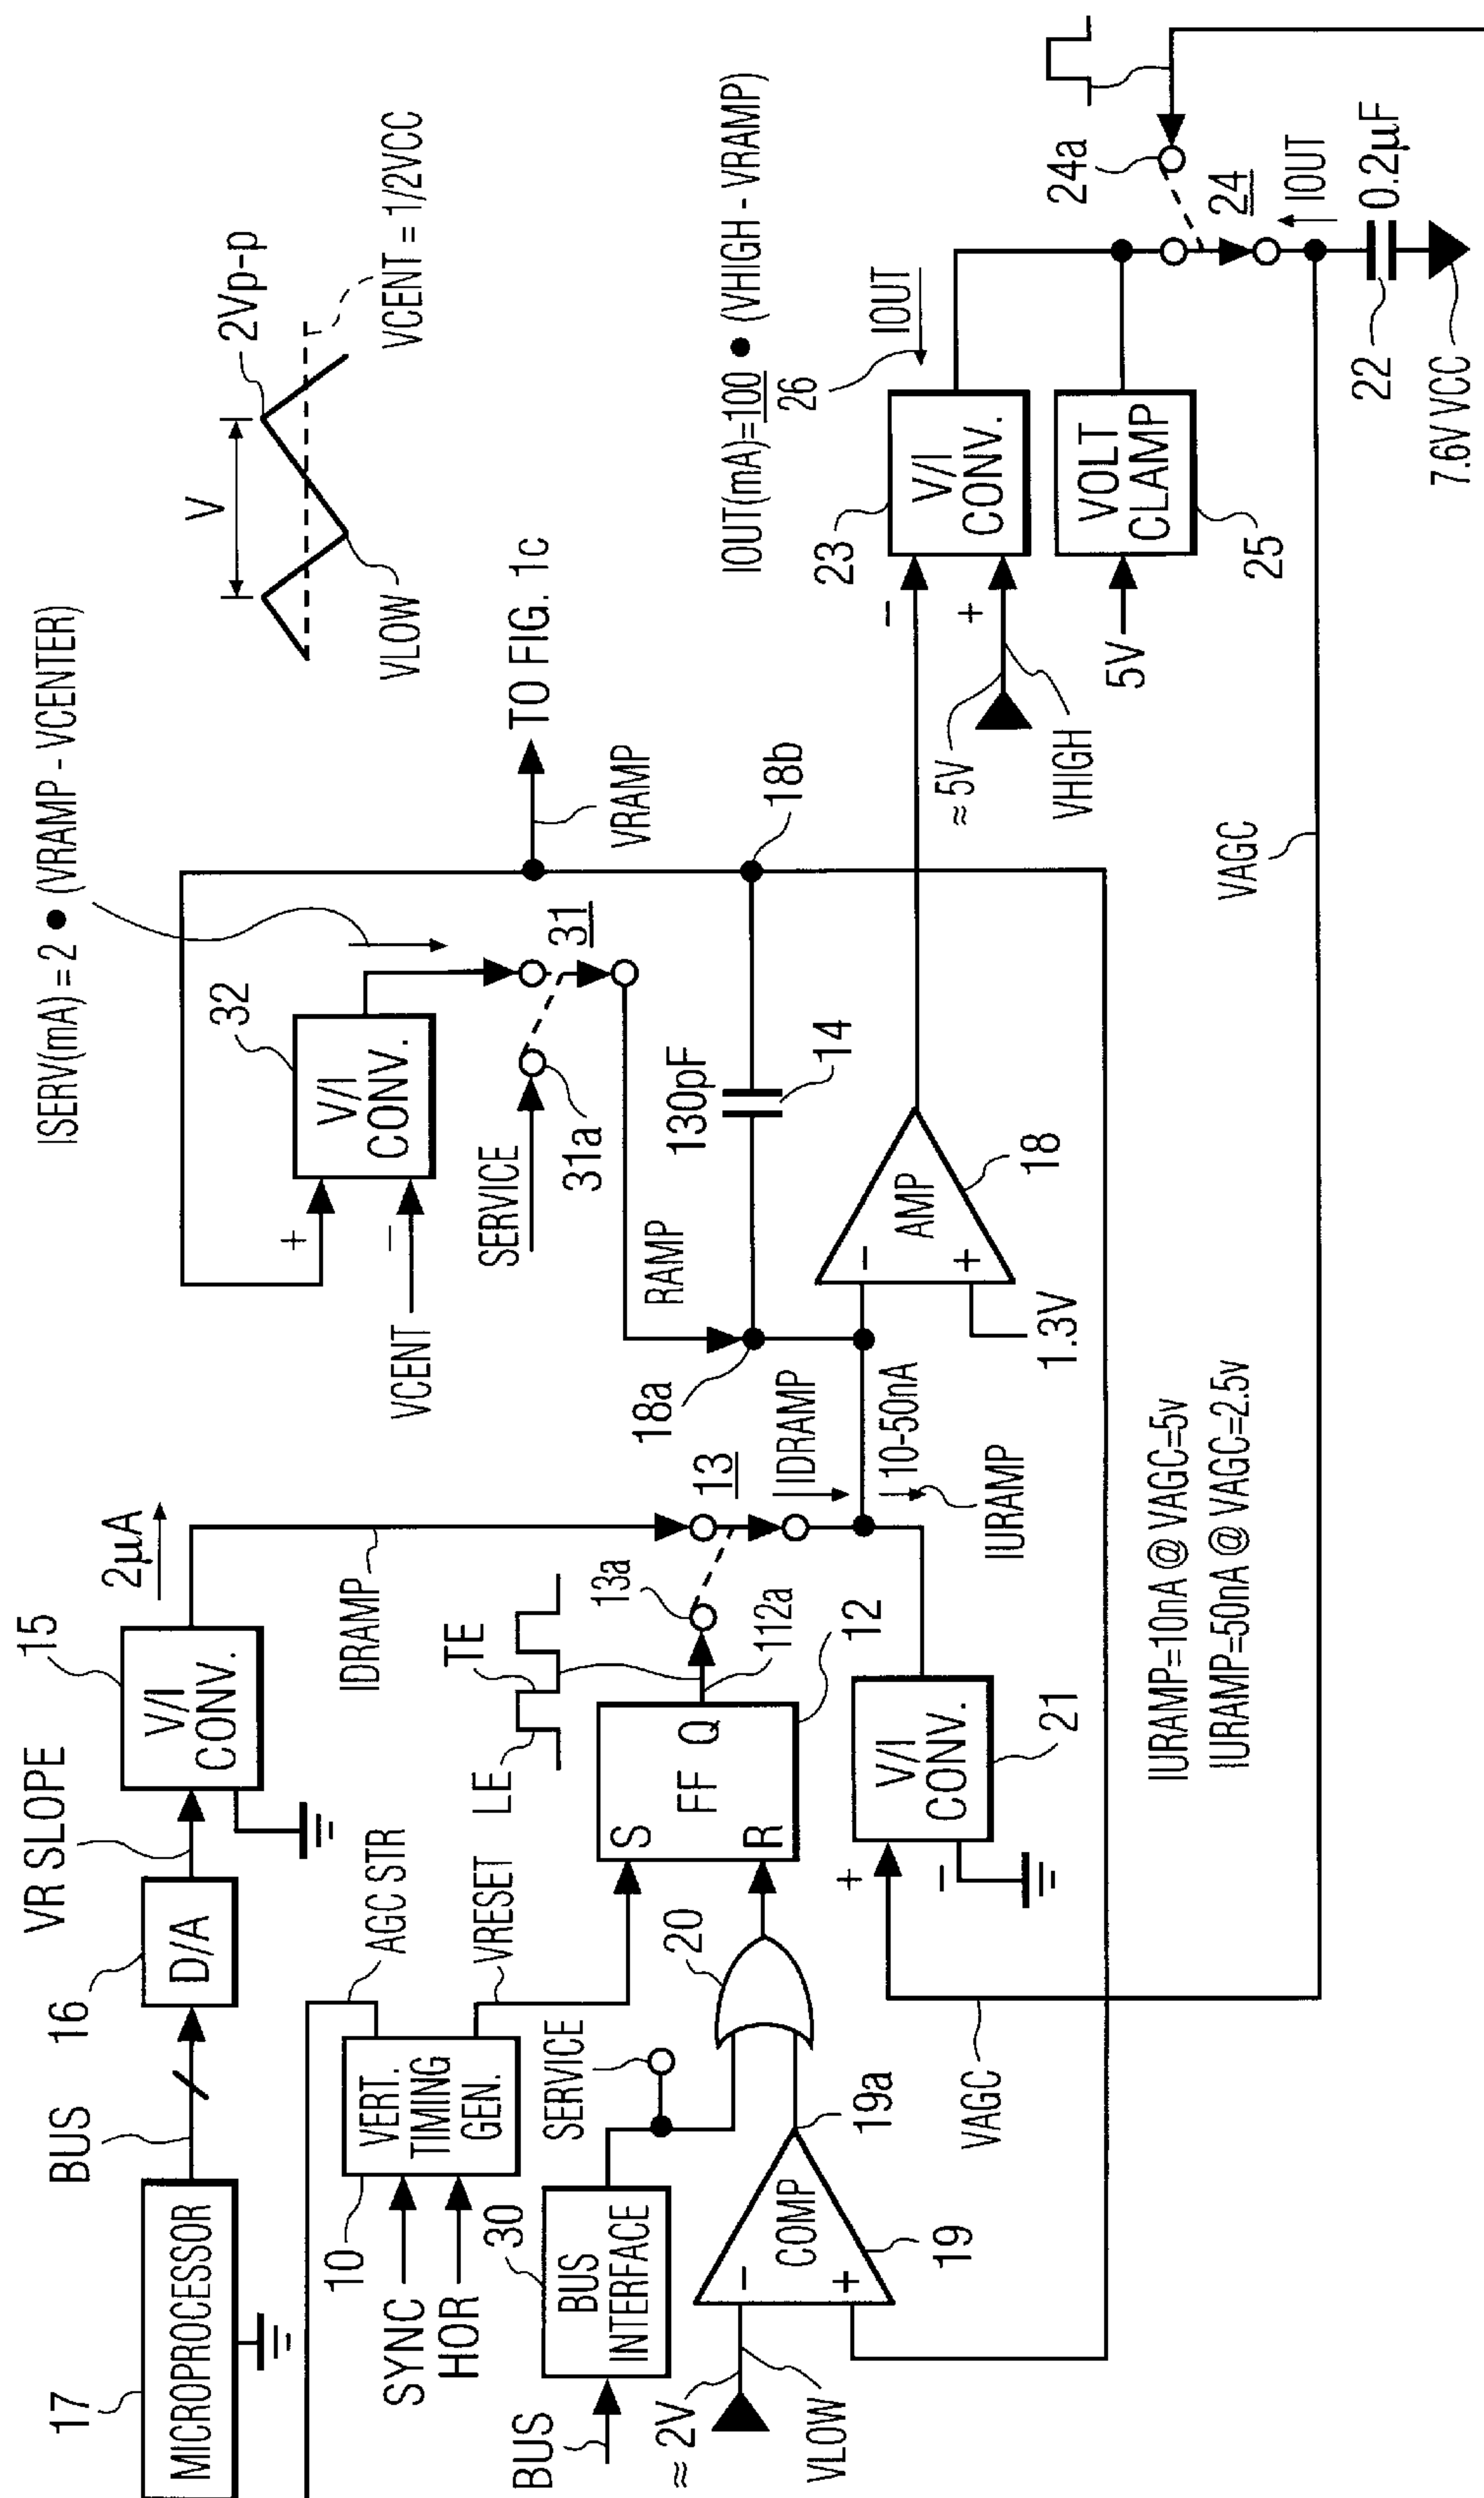 17
MICROPROCESSOR
BUS
16
D/A
VR SLOPE
15
V/I
CONV.
2µA
IDRAMP
AGC STR
10
VERT.
TIMING
GEN.
SYNC
HOR
VRESET
BUS
30
BUS
INTERFACE
SERVICE
≈ 2V
VLOW
COMP
−
+
19
19a
20
S
R
FF
Q
LE
TE
12
112a
13a
13
IDRAMP
10-50nA
IURAMP
VAGC
+
−
V/I
CONV.
21
IURAMP=10nA @ VAGC=5v
IURAMP=50nA @ VAGC=2.5v
ISERV(mA) = 2 ● (VRAMP - VCENTER)
32
V/I
CONV.
+
−
VCENT
SERVICE
31a
31
RAMP
18a
130pF
14
18b
VRAMP
TO FIG. 1c
AMP
−
+
18
1.3V
V
2Vp-p
VLOW
VCENT = 1/2VCC
IOUT(mA)=100 ● (VHIGH - VRAMP)
26
IOUT
23
V/I
CONV.
−
+
≈ 5V
VHIGH
5V
VOLT
CLAMP
25
VAGC
24a
24
IOUT
0.2µF
22
7.6V VCC